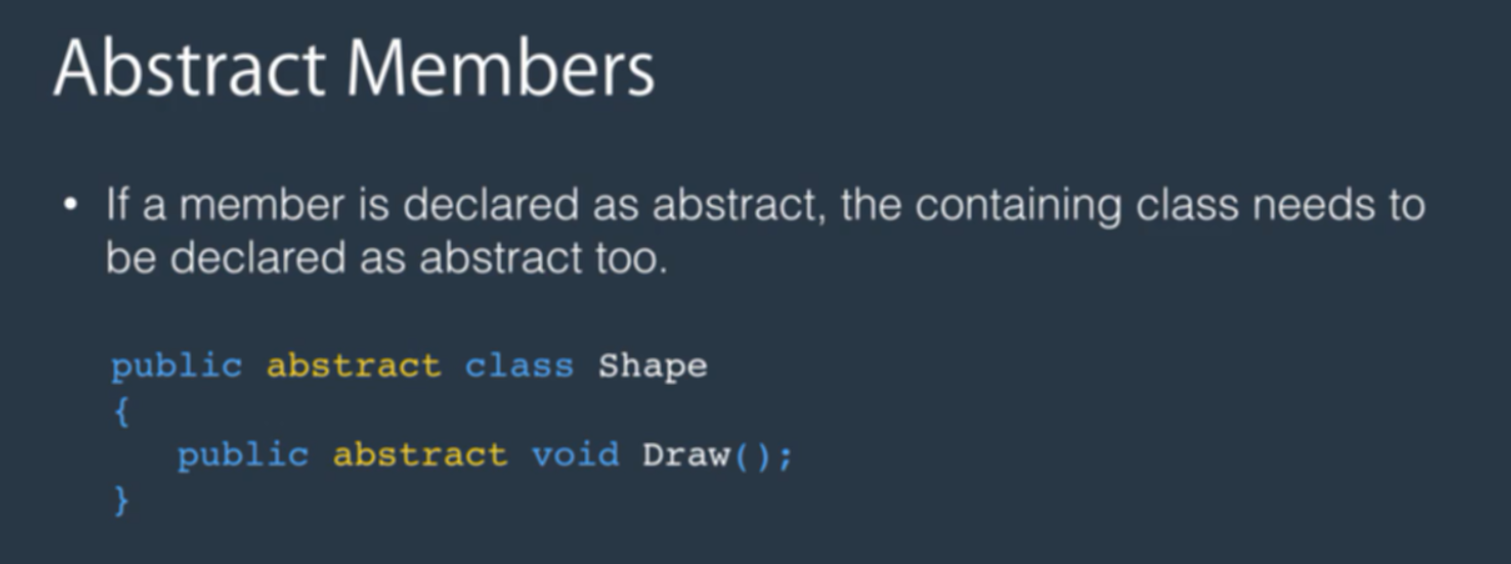 Abstract Members
• If a member is declared as abstract, the containing class needs to
be declared as abstract too.
public abstract class Shape
{
public abstract void Draw();
}